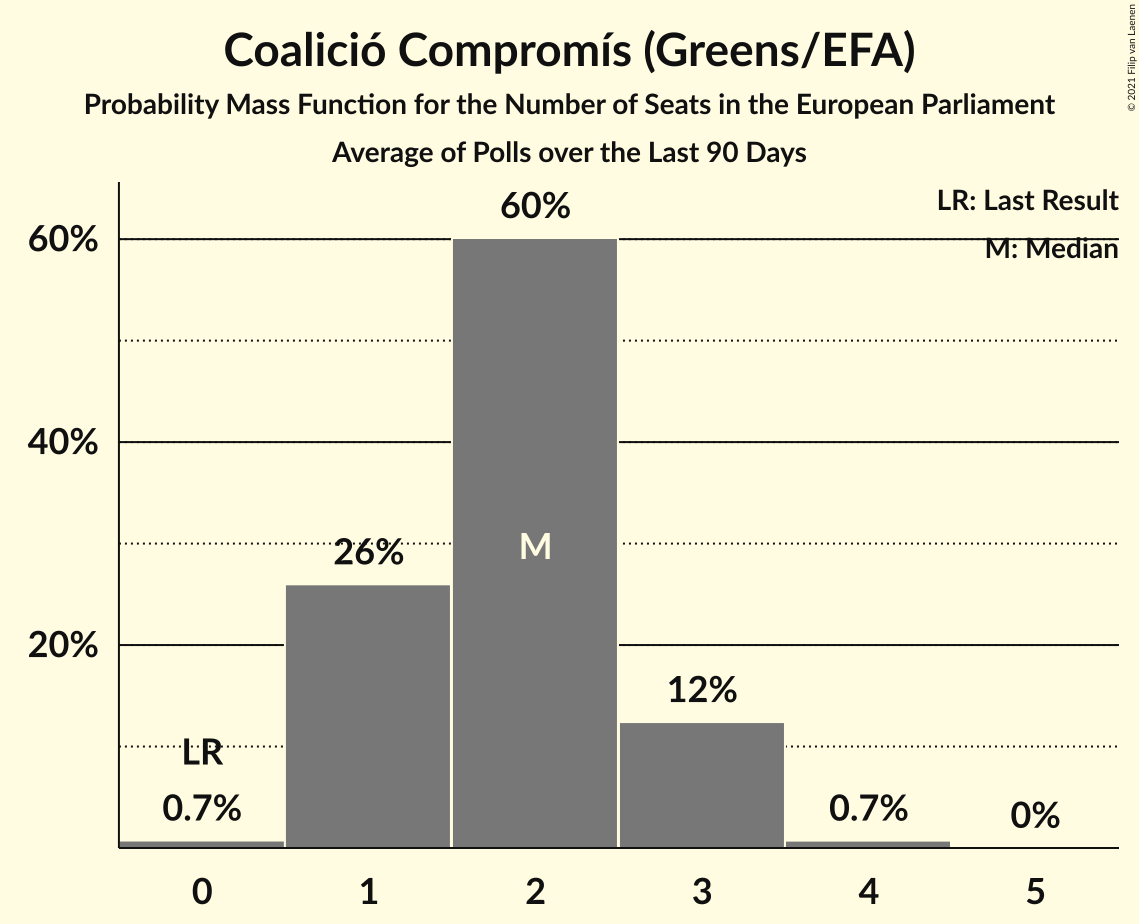 Coalició Compromís (Greens/EFA)
Probability Mass Function for the Number of Seats in the European Parliament
Average of Polls over the Last 90 Days
© 2021 Filip van Laenen
LR: Last Result
M: Median
60%
40%
20%
LR
0.7%
26%
60%
M
12%
0.7%
0%
0 1 2 3 4 5